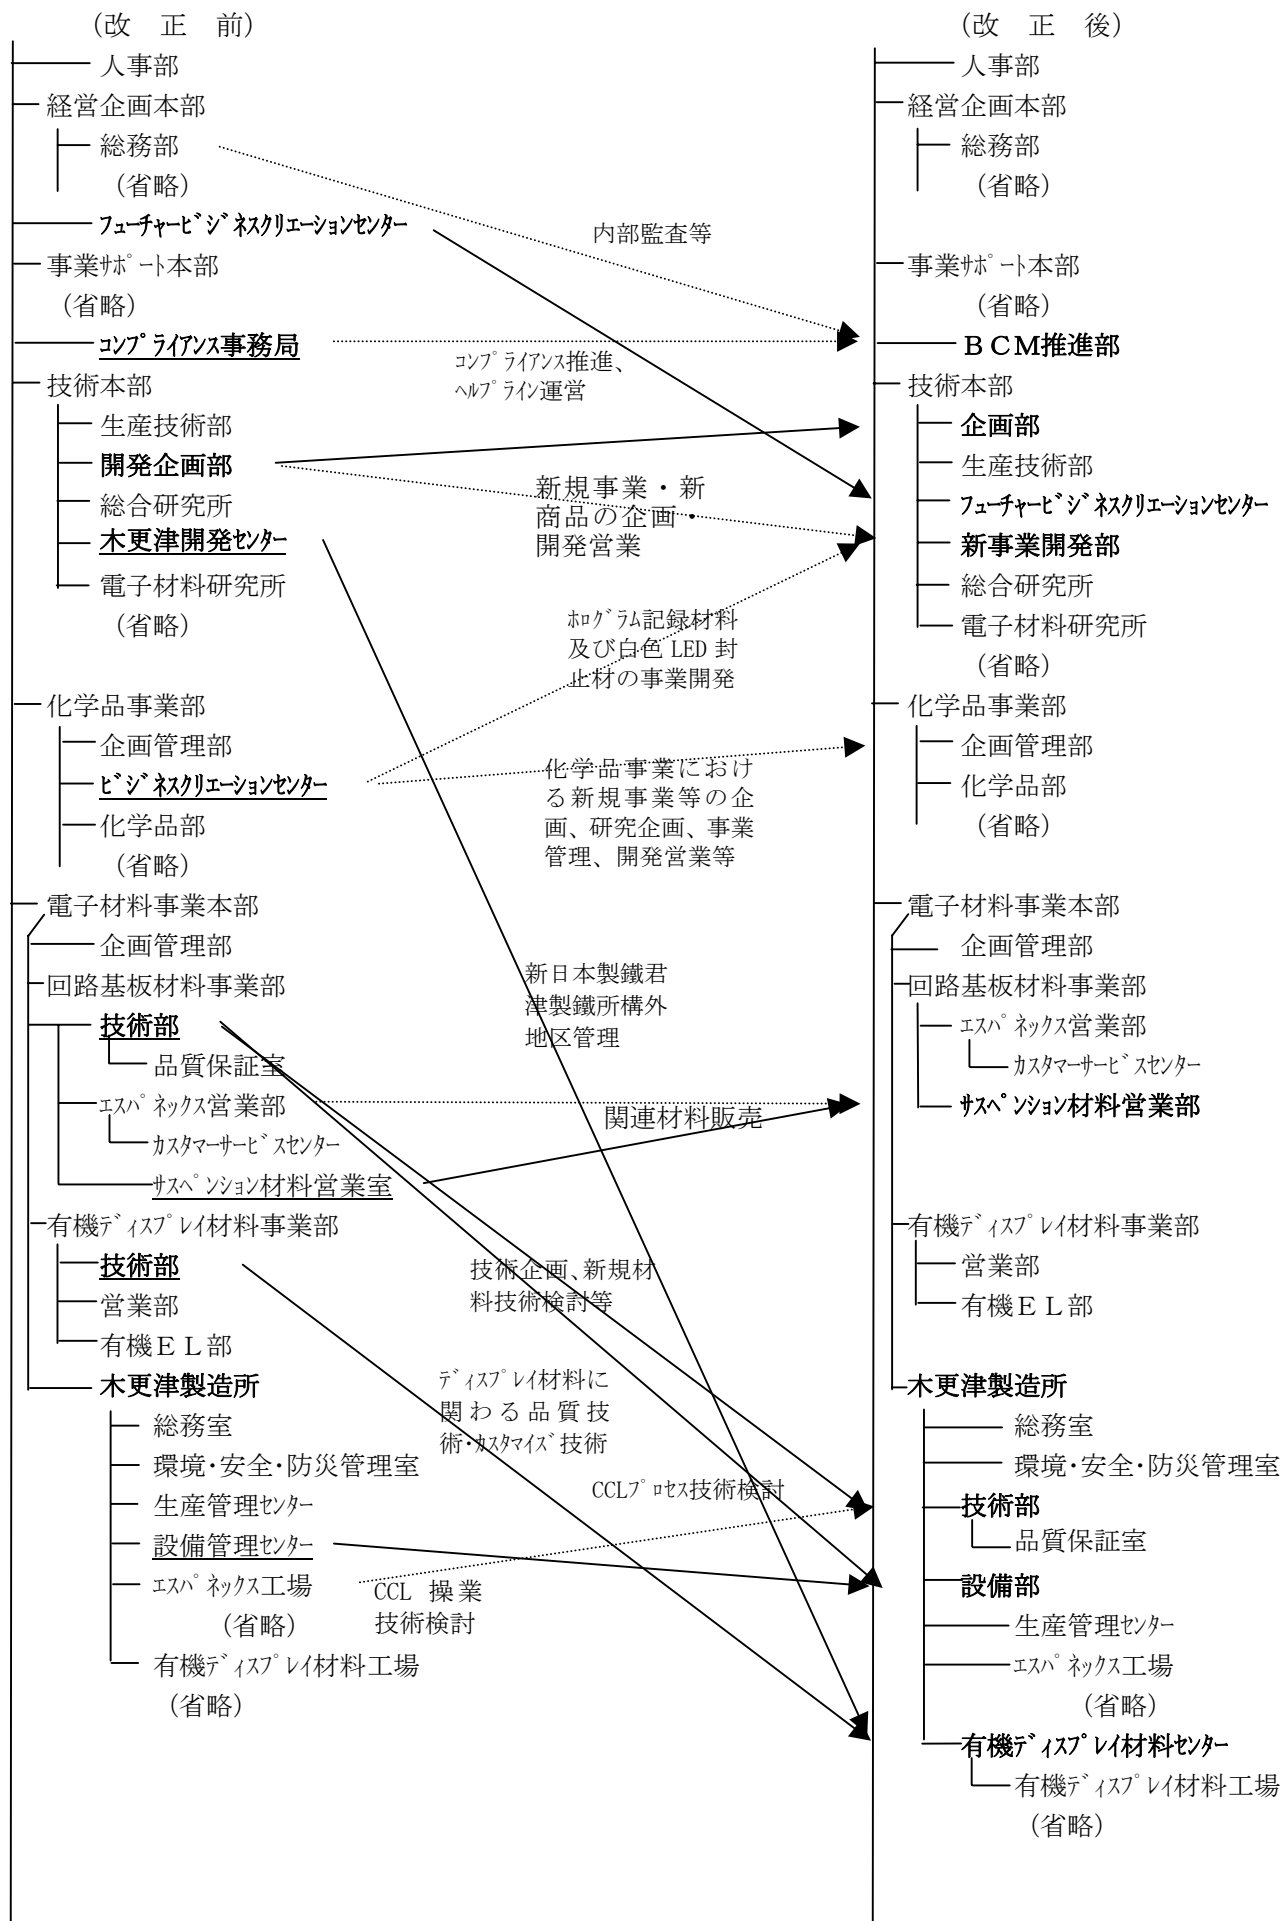 （改　正　前）
人事部
経営企画本部
総務部
（省略）
フューチャービジネスクリエーションセンター
事業サポート本部
（省略）
コンプライアンス事務局
技術本部
生産技術部
開発企画部
総合研究所
木更津開発センター
電子材料研究所
（省略）
化学品事業部
企画管理部
ビジネスクリエーションセンター
化学品部
（省略）
電子材料事業本部
企画管理部
回路基板材料事業部
技術部
品質保証室
エスパネックス営業部
カスタマーサービスセンター
サスペンション材料営業室
有機ディスプレイ材料事業部
技術部
営業部
有機ＥＬ部
木更津製造所
総務室
環境・安全・防災管理室
生産管理センター
設備管理センター
エスパネックス工場
（省略）
有機ディスプレイ材料工場
（省略）
内部監査等
コンプライアンス推進、
ヘルプライン運営
新規事業・新
商品の企画・
開発営業
ホログラム記録材料
及び白色 LED 封
止材の事業開発
化学品事業におけ
る新規事業等の企
画、研究企画、事業
管理、開発営業等
新日本製鐵君
津製鐵所構外
地区管理
関連材料販売
技術企画、新規材
料技術検討等
ディスプレイ材料に
関わる品質技
術・カスタマイズ技術
CCLプロセス技術検討
CCL 操業
技術検討
（改　正　後）
人事部
経営企画本部
総務部
（省略）
事業サポート本部
（省略）
ＢＣＭ推進部
技術本部
企画部
生産技術部
フューチャービジネスクリエーションセンター
新事業開発部
総合研究所
電子材料研究所
（省略）
化学品事業部
企画管理部
化学品部
（省略）
電子材料事業本部
企画管理部
回路基板材料事業部
エスパネックス営業部
カスタマーサービスセンター
サスペンション材料営業部
有機ディスプレイ材料事業部
営業部
有機ＥＬ部
木更津製造所
総務室
環境・安全・防災管理室
技術部
品質保証室
設備部
生産管理センター
エスパネックス工場
（省略）
有機ディスプレイ材料センター
有機ディスプレイ材料工場
（省略）